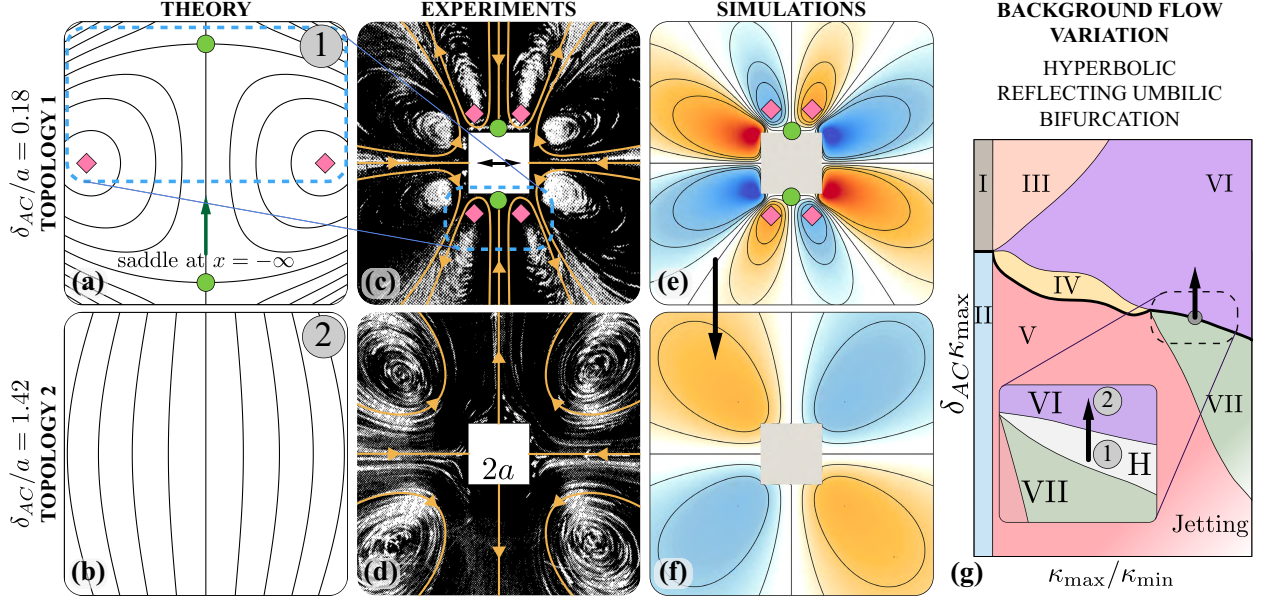 THEORY
EXPERIMENTS
SIMULATIONS
BACKGROUND FLOW
VARIATION
HYPERBOLIC
REFLECTING UMBILIC
BIFURCATION
δ_AC/a = 0.18
TOPOLOGY 1
1
saddle at x = −∞
(a)
(c)
(e)
δ_AC/a = 1.42
TOPOLOGY 2
2
(b)
2a
(d)
(f)
δ_AC κ_max
I
III
VI
IV
II
V
VII
VI
2
1
H
VII
Jetting
(g)
κ_max/κ_min